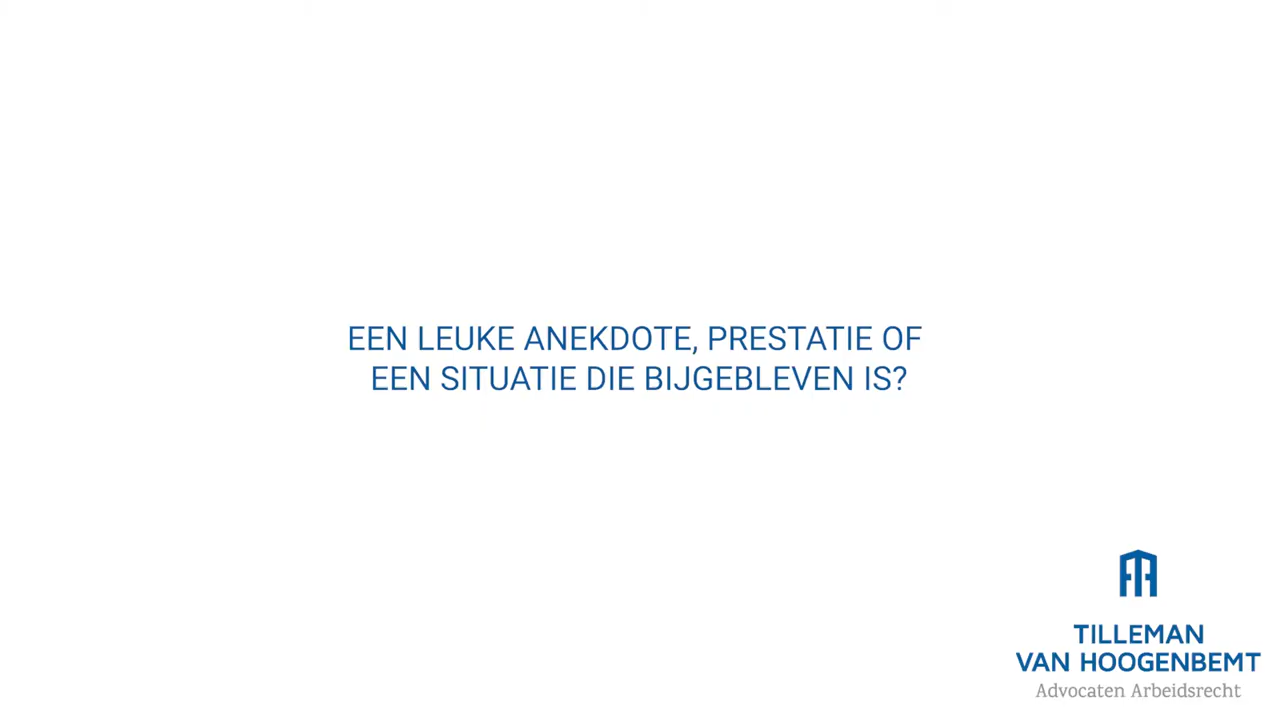 EEN LEUKE ANEKDOTE, PRESTATIE OF
EEN SITUATIE DIE BIJGEBLEVEN IS?
TILLEMAN
VAN HOOGENBEMT
Advocaten Arbeidsrecht